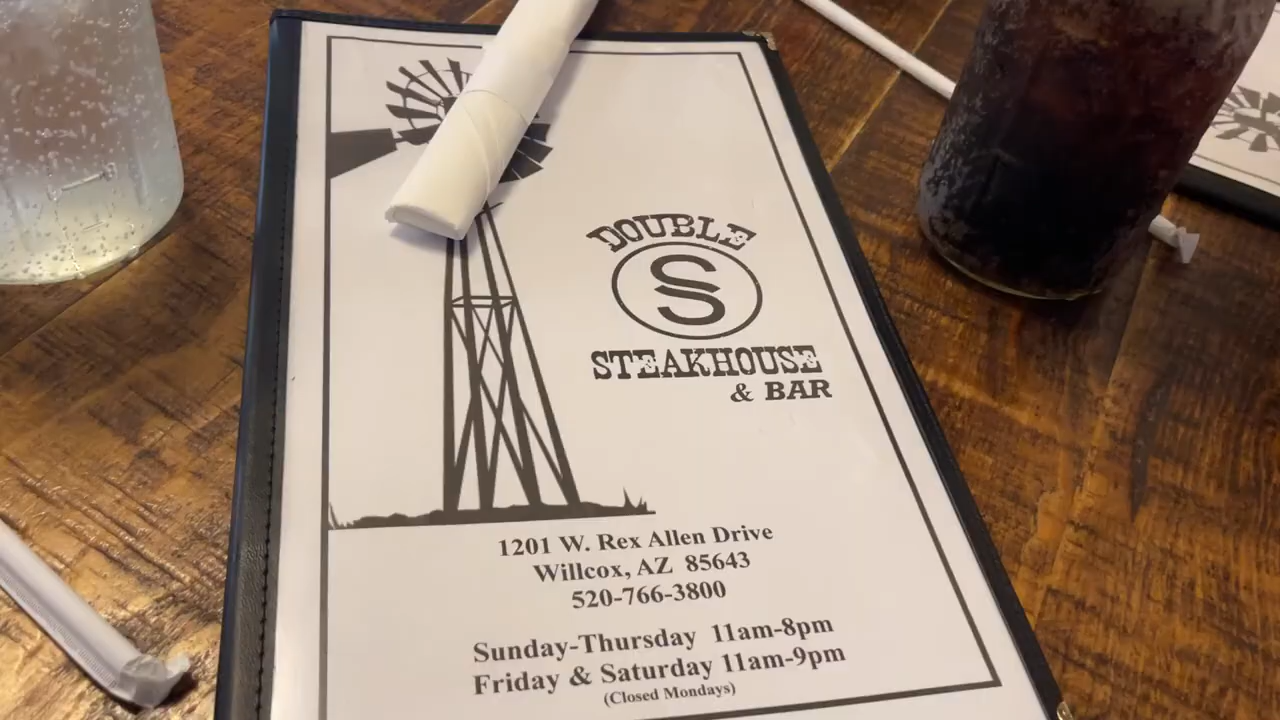 DOUBLE
S
STEAKHOUSE
& BAR
1201 W. Rex Allen Drive
Willcox, AZ 85643
520-766-3800
Sunday-Thursday 11am-8pm
Friday & Saturday 11am-9pm
(Closed Mondays)